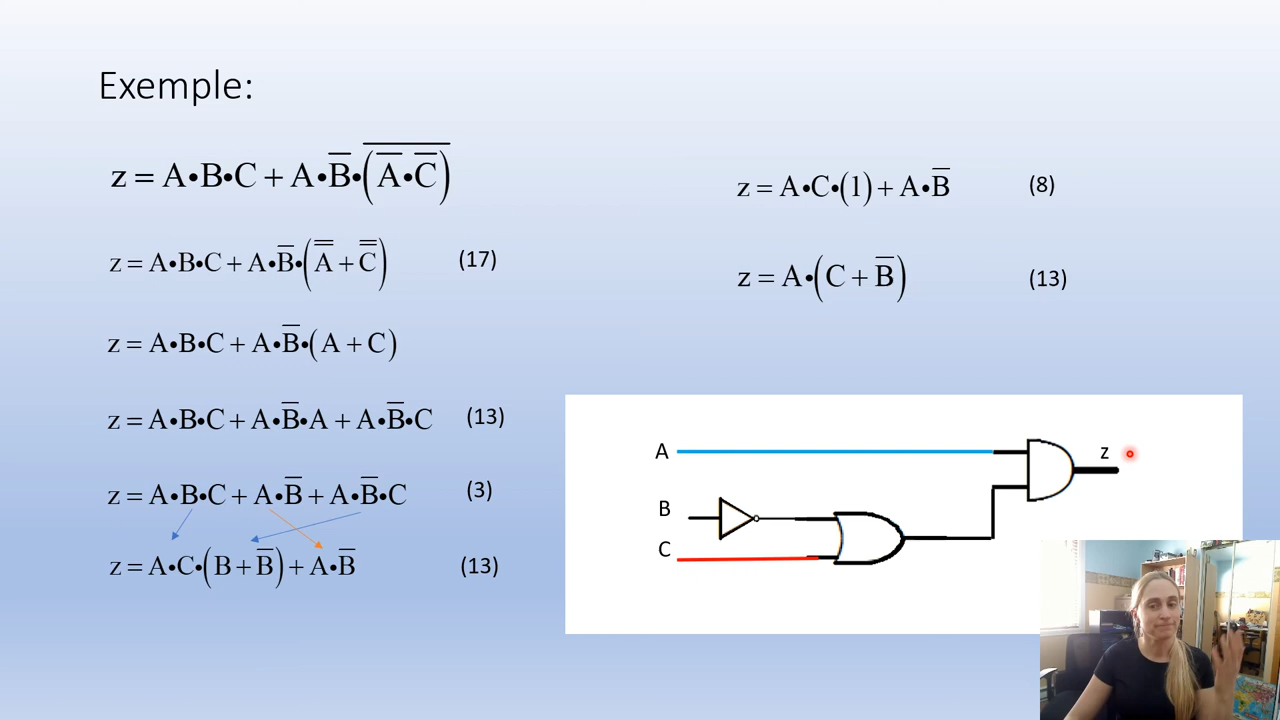 Exemple:
z = A•B•C + A•B̅•(A̅•C̅)̅
z = A•B•C + A•B̅•(A̿ + C̿) (17)
z = A•B•C + A•B̅•(A + C)
z = A•B•C + A•B̅•A + A•B̅•C (13)
z = A•B•C + A•B̅ + A•B̅•C (3)
z = A•C•(B + B̅) + A•B̅ (13)
z = A•C•(1) + A•B̅ (8)
z = A•(C + B̅) (13)
A
z
B
C